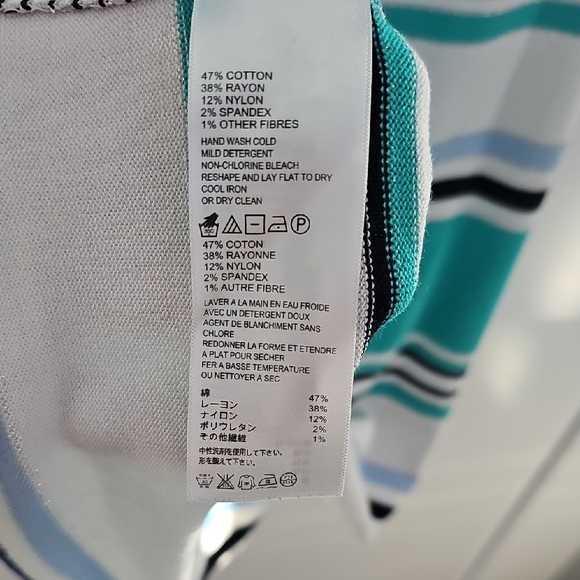 47% COTTON
38% RAYON
12% NYLON
2% SPANDEX
1% OTHER FIBRES
HAND WASH COLD
MILD DETERGENT
NON-CHLORINE BLEACH
RESHAPE AND LAY FLAT TO DRY
COOL IRON
OR DRY CLEAN
P
47% COTON
38% RAYONNE
12% NYLON
2% SPANDEX
1% AUTRE FIBRE
LAVER A LA MAIN EN EAU FROIDE
AVEC UN DETERGENT DOUX
AGENT DE BLANCHIMENT SANS
CHLORE
REDONNER LA FORME ET ETENDRE
A PLAT POUR SECHER
FER A BASSE TEMPERATURE
OU NETTOYER A SEC
綿 47%
レーヨン 38%
ナイロン 12%
ポリウレタン 2%
その他繊維 1%
中性洗剤を使用して下さい。
形を整えて下さい。